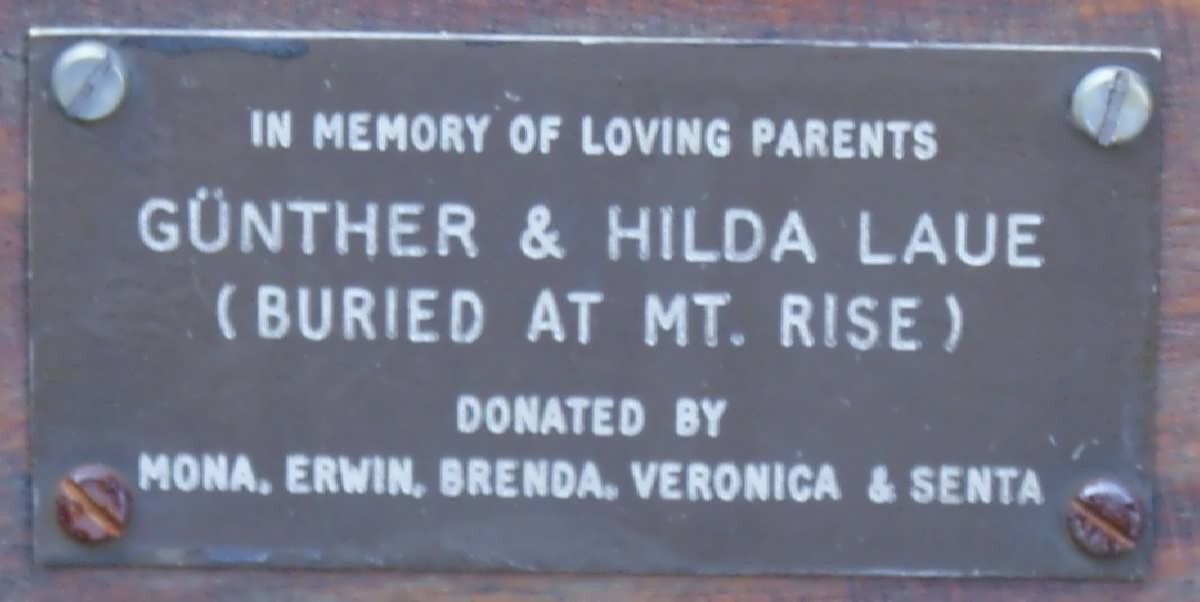 IN MEMORY OF LOVING PARENTS
GÜNTHER & HILDA LAUE
(BURIED AT MT. RISE)
DONATED BY
MONA, ERWIN, BRENDA, VERONICA & SENTA